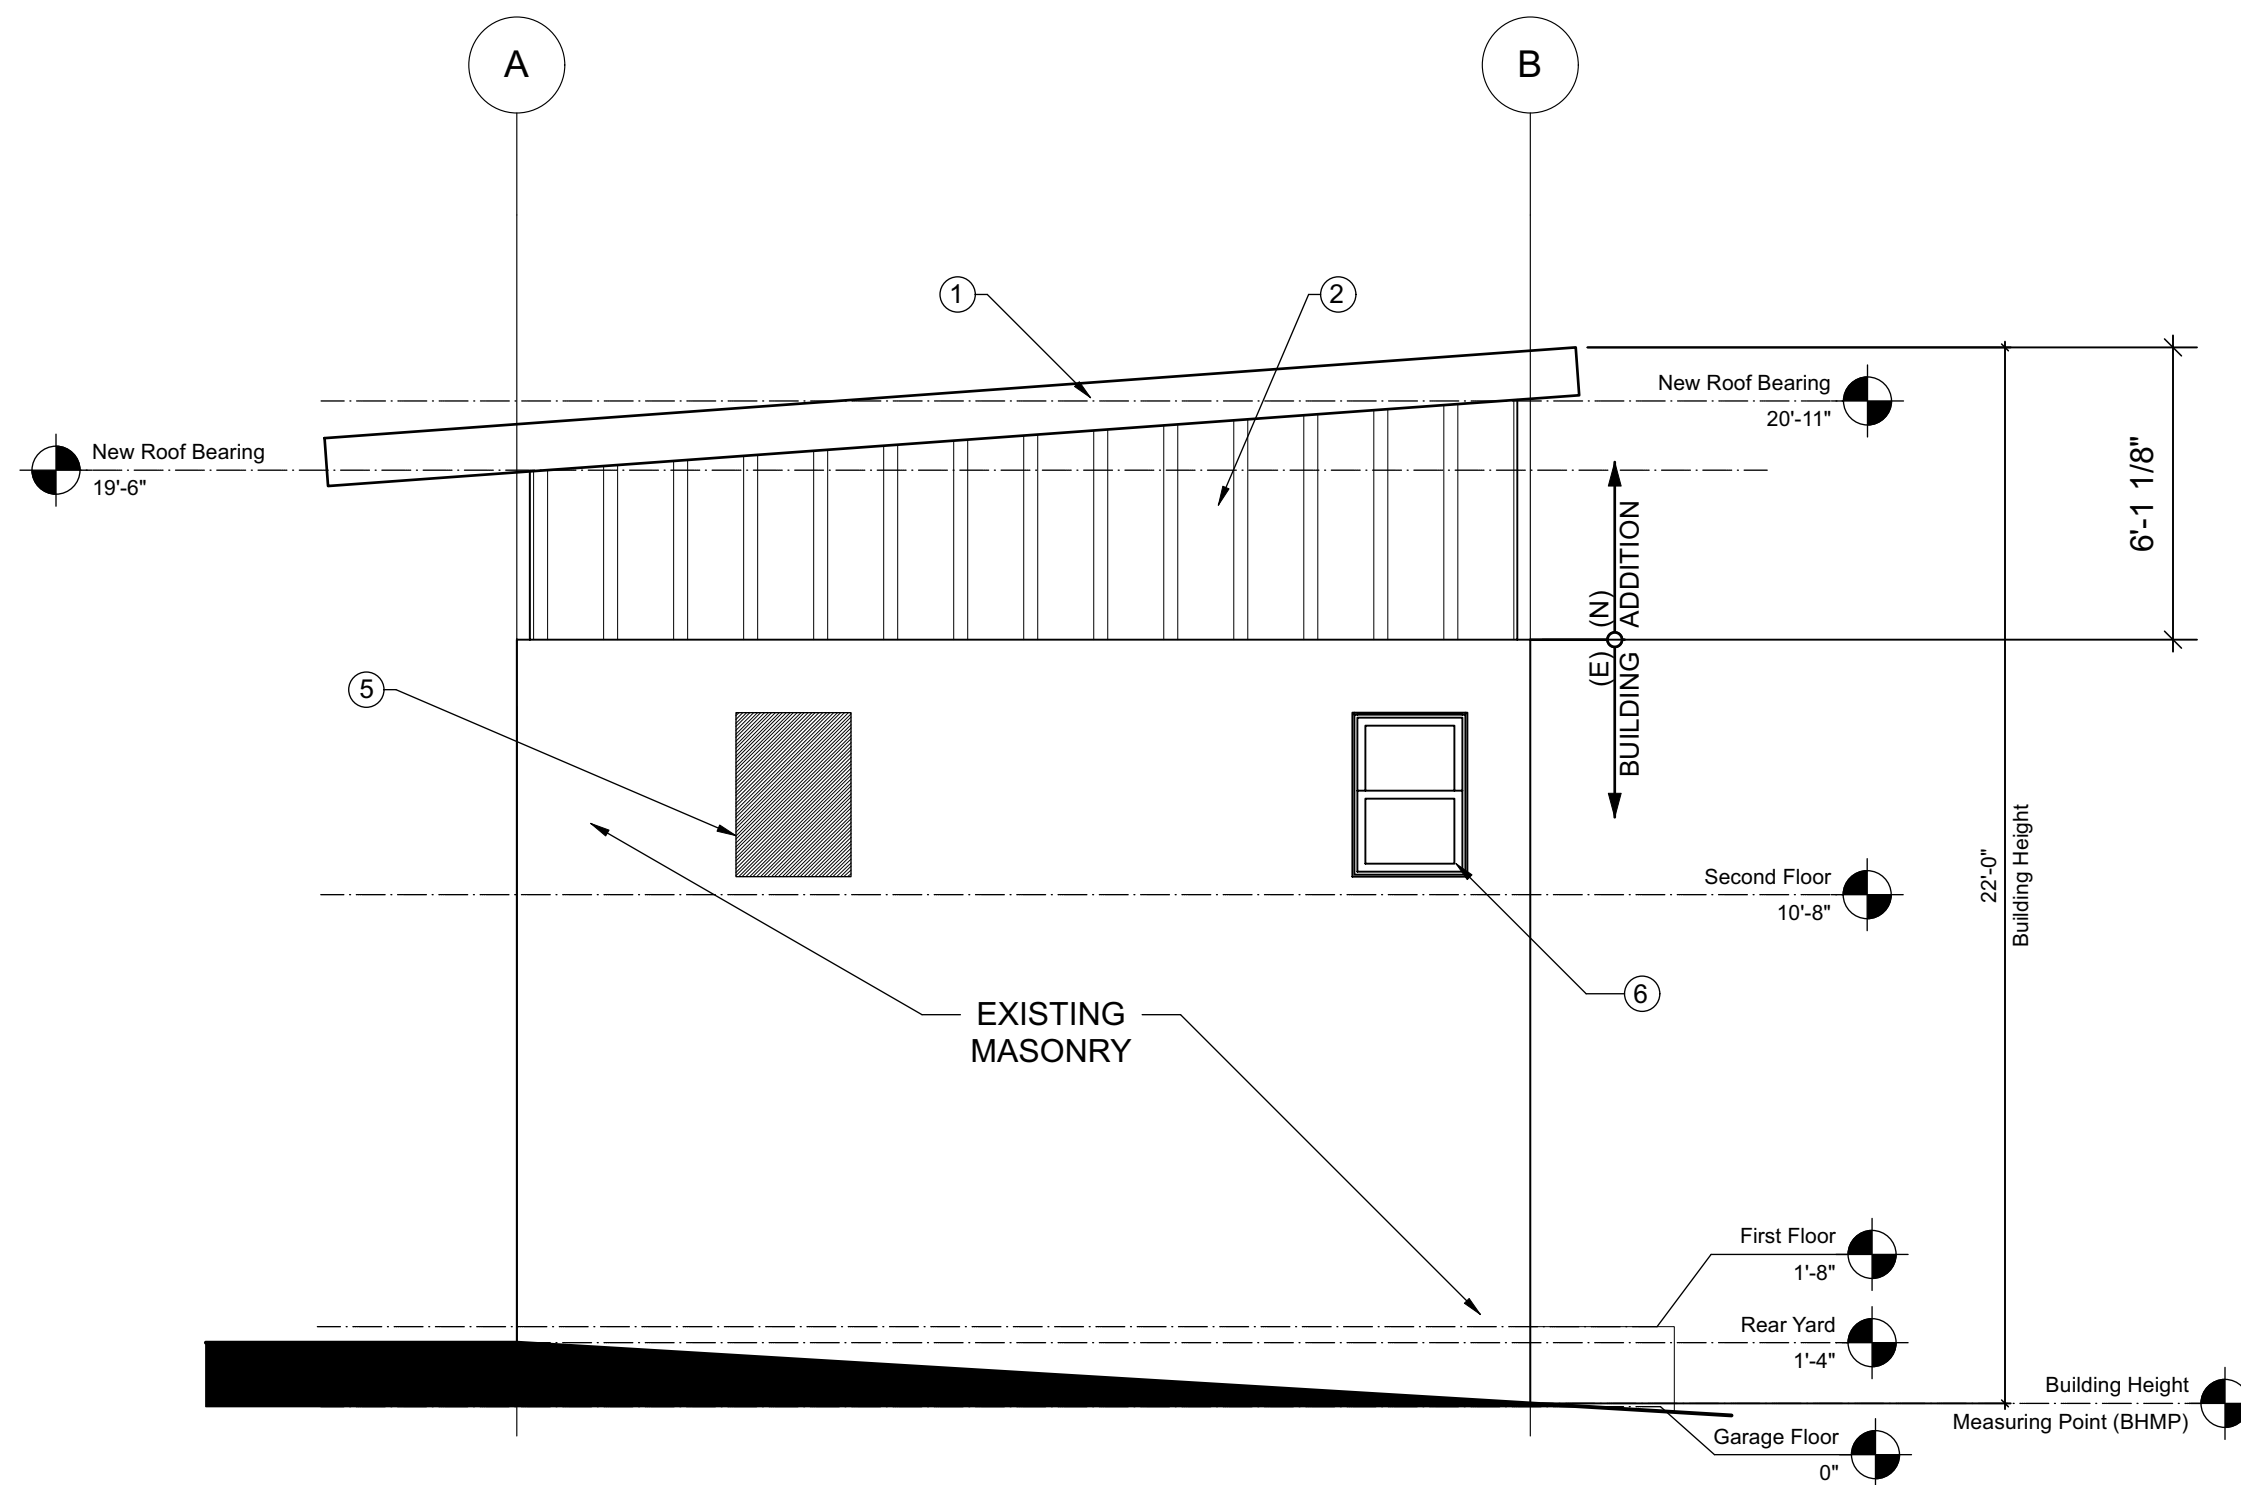 A
B
1
2
New Roof Bearing
20'-11"
New Roof Bearing
19'-6"
6'-1 1/8"
(N)
ADDITION
(E)
BUILDING
5
22'-0"
Building Height
Second Floor
10'-8"
6
EXISTING
MASONRY
First Floor
1'-8"
Rear Yard
1'-4"
Building Height
Measuring Point (BHMP)
Garage Floor
0"